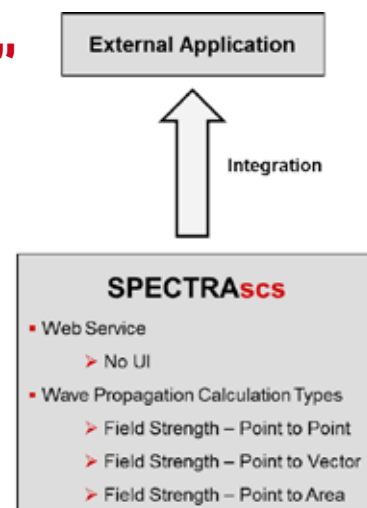 ”
External Application
Integration
SPECTRAscs
▪ Web Service
➢ No UI
▪ Wave Propagation Calculation Types
➢ Field Strength – Point to Point
➢ Field Strength – Point to Vector
➢ Field Strength – Point to Area